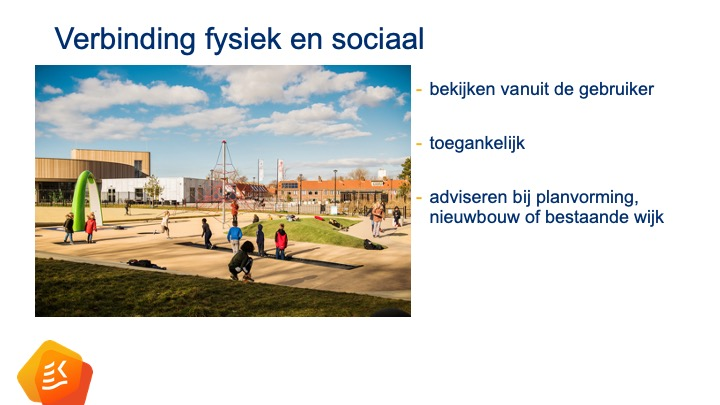 Verbinding fysiek en sociaal
- bekijken vanuit de gebruiker
- toegankelijk
- adviseren bij planvorming,
nieuwbouw of bestaande wijk